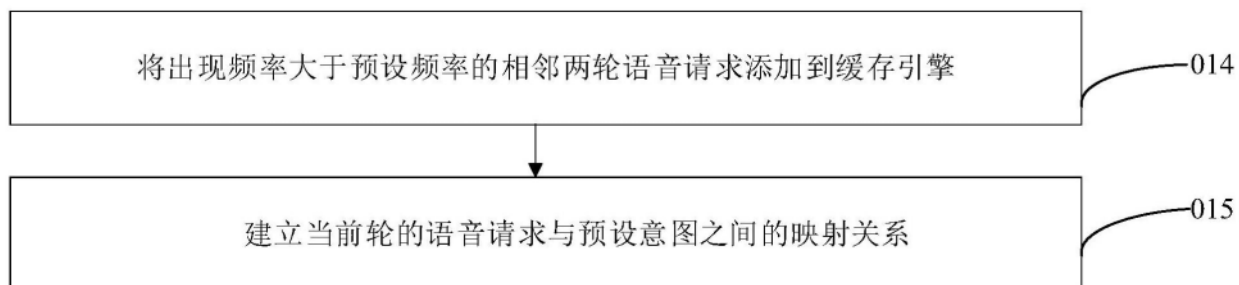 将出现频率大于预设频率的相邻两轮语音请求添加到缓存引擎
014
建立当前轮的语音请求与预设意图之间的映射关系
015